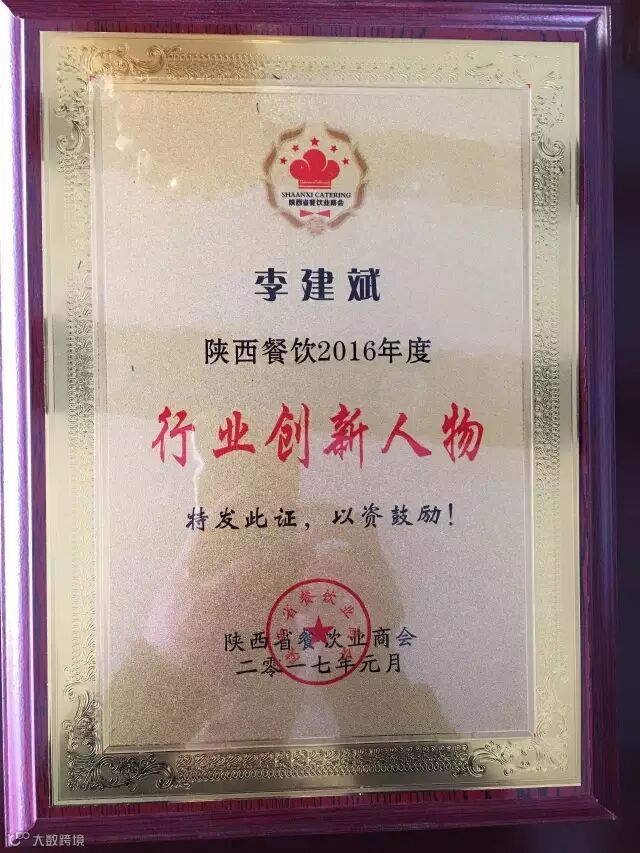 SHAANXI CATERING
陕西省餐饮业商会
李建斌
陕西餐饮2016年度
行业创新人物
特发此证，以资鼓励！
陕西省餐饮业商会
二零一七年元月
大数跨境